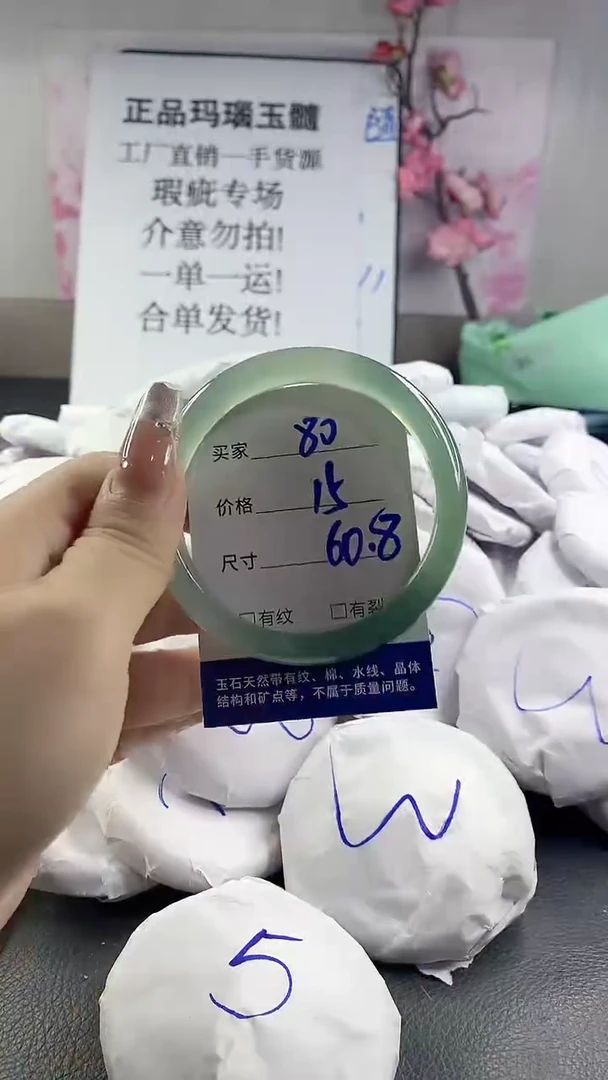 正品玛瑙玉髓
工厂直销一手货源
瑕疵专场
介意勿拍!
一单一运!
合单发货!
买家 80
价格 15
尺寸 60.8
□有纹 □有裂
玉石天然带有纹、棉、水线、晶体
结构和矿点等，不属于质量问题。
W
5